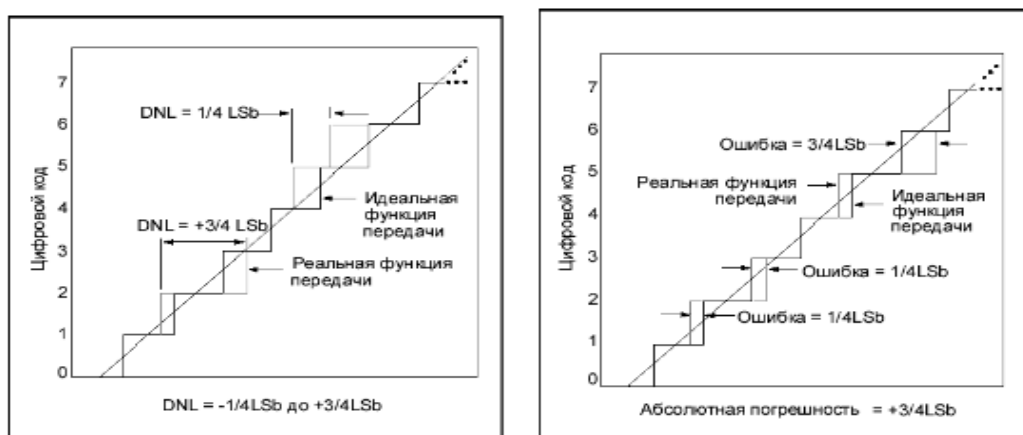 Цифровой код
7
6
5
4
3
2
1
0
DNL = 1/4 LSb
DNL = +3/4 LSb
Идеальная
функция
передачи
Реальная функция
передачи
DNL = -1/4LSb до +3/4LSb
Цифровой код
7
6
5
4
3
2
1
0
Ошибка = 3/4LSb
Реальная функция
передачи
Идеальная
функция
передачи
Ошибка = 1/4LSb
Ошибка = 1/4LSb
Абсолютная погрешность = +3/4LSb